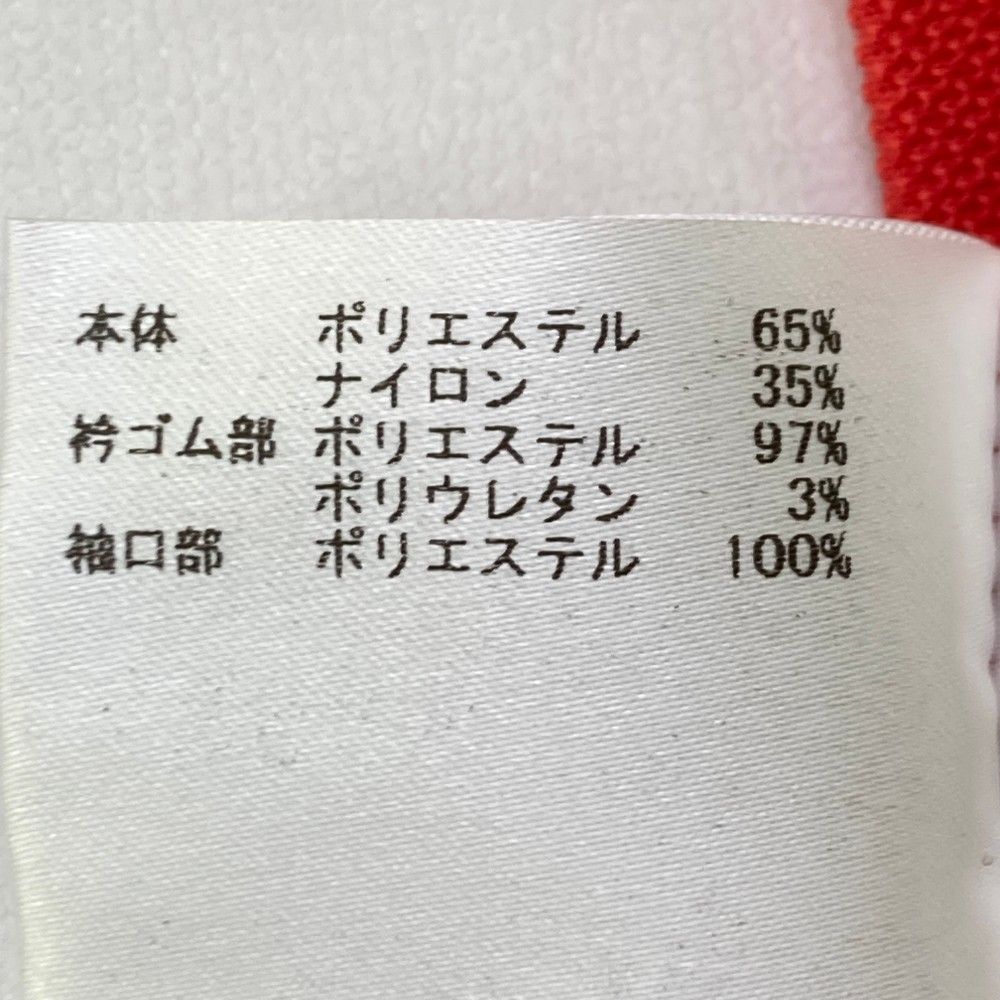 本体 ポリエステル 65%
ナイロン 35%
衿ゴム部 ポリエステル 97%
ポリウレタン 3%
袖口部 ポリエステル 100%